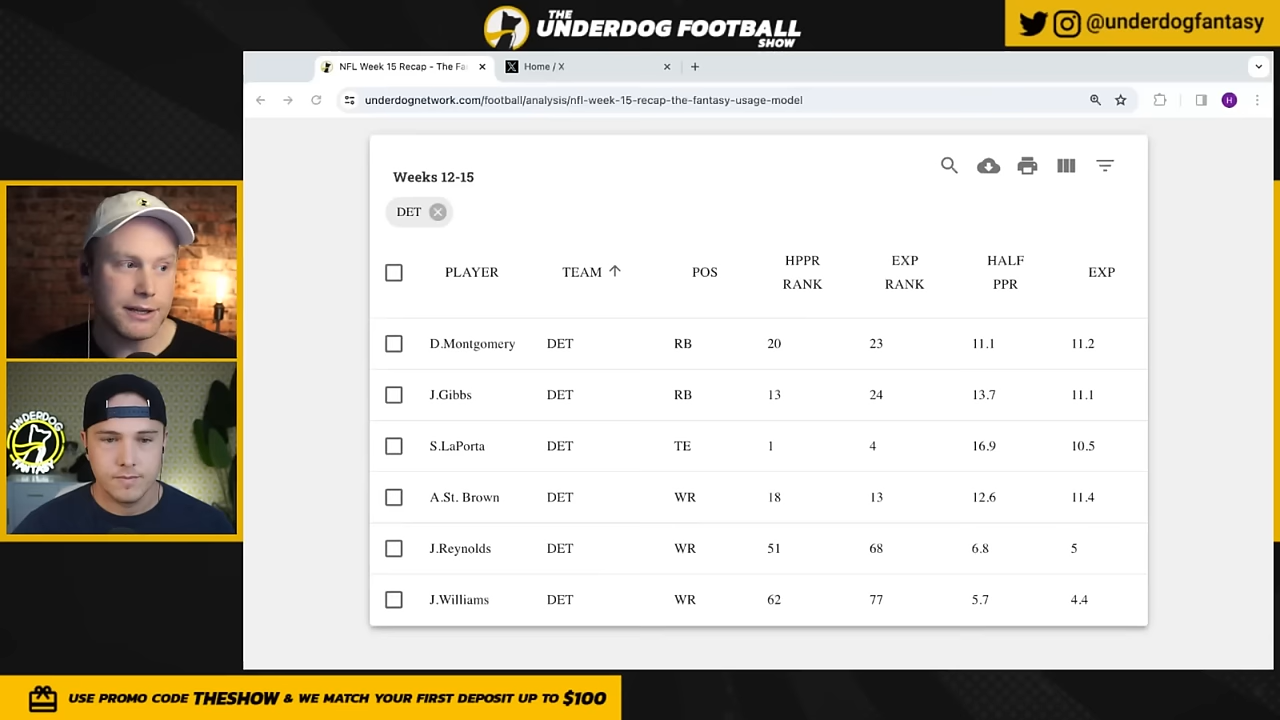 THE
UNDERDOG FOOTBALL
SHOW
@underdogfantasy
NFL Week 15 Recap - The Fa
Home / X
underdognetwork.com/football/analysis/nfl-week-15-recap-the-fantasy-usage-model
H
Weeks 12-15
DET
PLAYER TEAM POS HPPR RANK EXP RANK HALF PPR EXP
D.Montgomery DET RB 20 23 11.1 11.2
J.Gibbs DET RB 13 24 13.7 11.1
S.LaPorta DET TE 1 4 16.9 10.5
A.St. Brown DET WR 18 13 12.6 11.4
J.Reynolds DET WR 51 68 6.8 5
J.Williams DET WR 62 77 5.7 4.4
UNDERDOG
FANTASY
USE PROMO CODE THESHOW & WE MATCH YOUR FIRST DEPOSIT UP TO $100